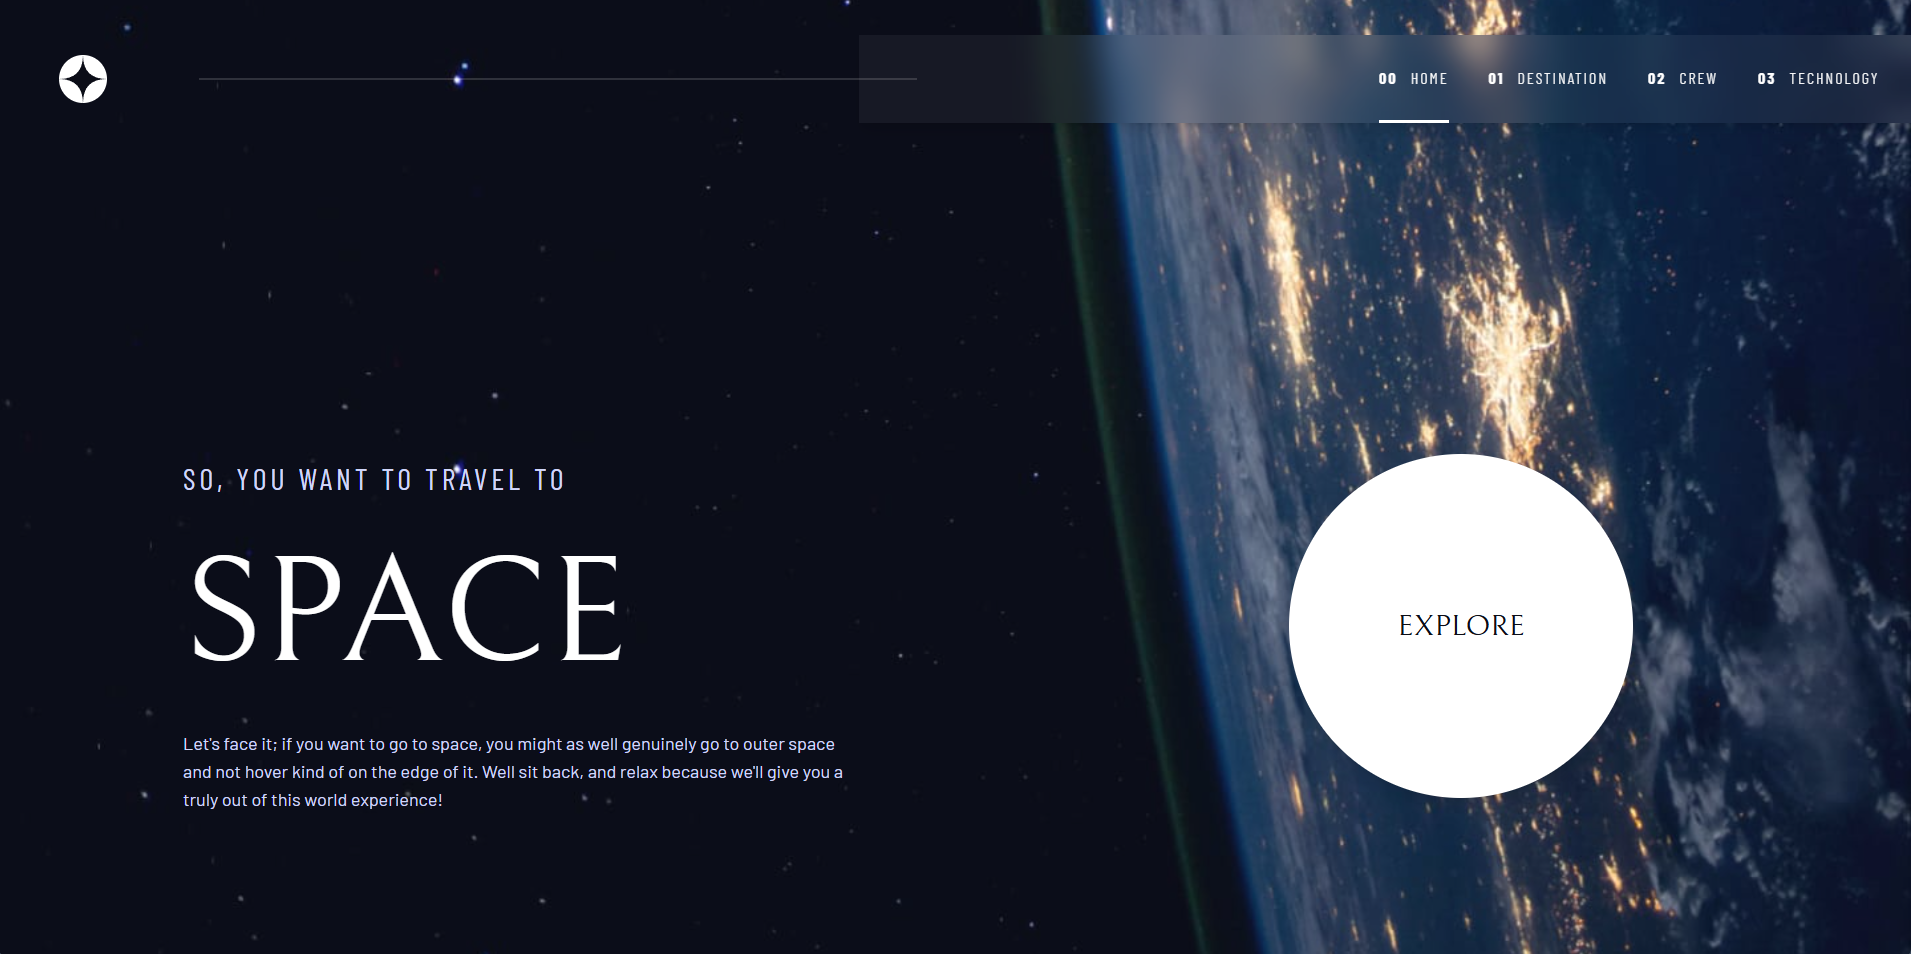 00 HOME 01 DESTINATION 02 CREW 03 TECHNOLOGY
SO, YOU WANT TO TRAVEL TO
SPACE
Let's face it; if you want to go to space, you might as well genuinely go to outer space
and not hover kind of on the edge of it. Well sit back, and relax because we'll give you a
truly out of this world experience!
EXPLORE